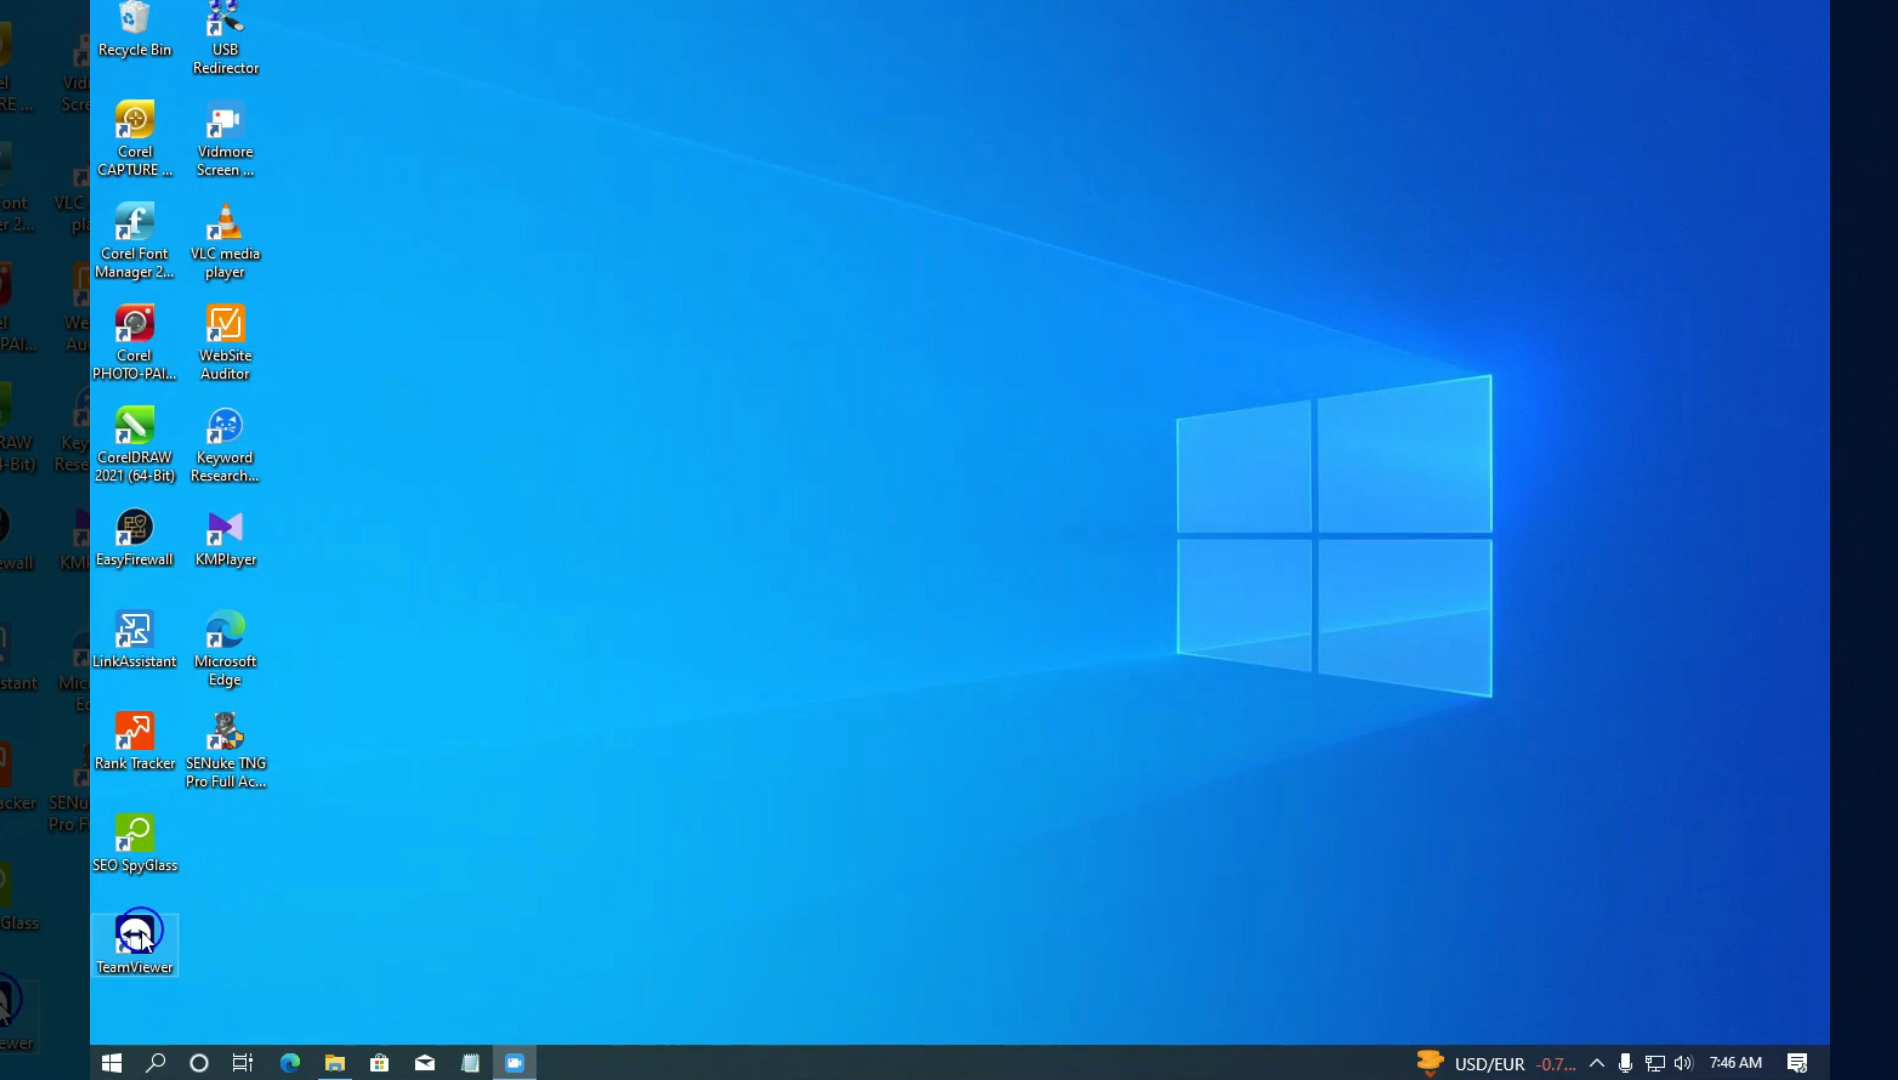 Recycle Bin
USB
Redirector
Corel
CAPTURE ...
Vidmore
Screen ...
Corel Font
Manager 2...
VLC media
player
Corel
PHOTO-PAI...
WebSite
Auditor
CorelDRAW
2021 (64-Bit)
Keyword
Research...
EasyFirewall
KMPlayer
LinkAssistant
Microsoft
Edge
Rank Tracker
SENuke TNG
Pro Full Ac...
SEO SpyGlass
TeamViewer
USD/EUR -0.7...
7:46 AM